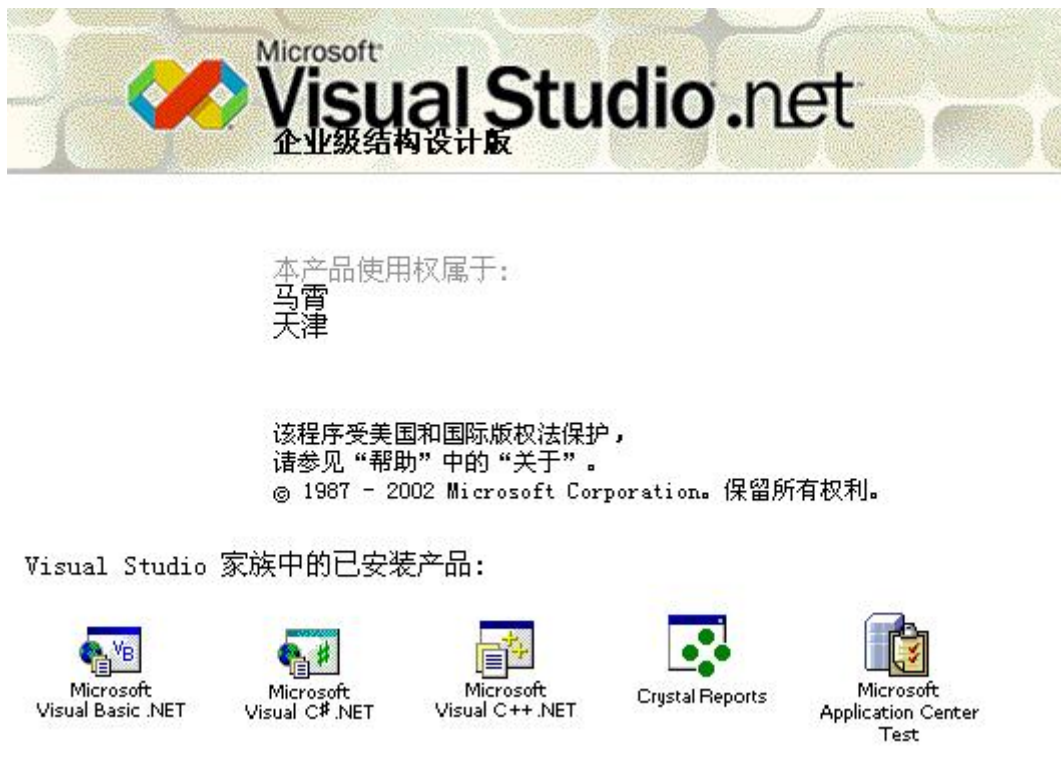 Microsoft®
Visual Studio.net
企业级结构设计版
本产品使用权属于:
马霄
天津
该程序受美国和国际版权法保护，
请参见“帮助”中的“关于”。
© 1987 - 2002 Microsoft Corporation。保留所有权利。
Visual Studio 家族中的已安装产品:
VB
Microsoft Visual Basic .NET
Microsoft Visual C# .NET
Microsoft Visual C++ .NET
Crystal Reports
Microsoft Application Center Test